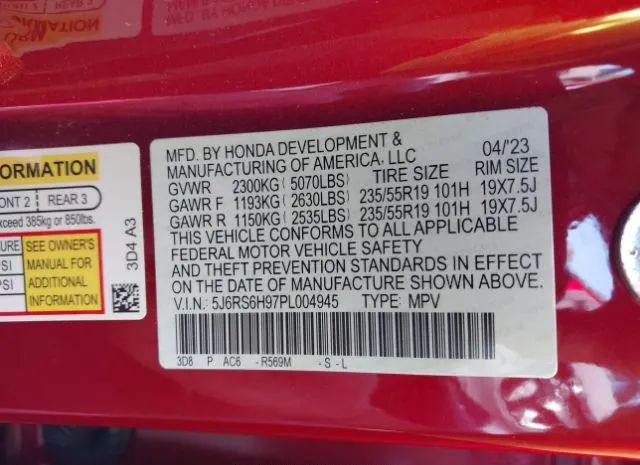 MFD. BY HONDA DEVELOPMENT &
MANUFACTURING OF AMERICA, LLC 04/'23
GVWR 2300KG( 5070LBS) TIRE SIZE RIM SIZE
GAWR F 1193KG( 2630LBS) 235/55R19 101H 19X7.5J
GAWR R 1150KG( 2535LBS) 235/55R19 101H 19X7.5J
THIS VEHICLE CONFORMS TO ALL APPLICABLE
FEDERAL MOTOR VEHICLE SAFETY
AND THEFT PREVENTION STANDARDS IN EFFECT
ON THE DATE OF MANUFACTURE SHOWN ABOVE.
V.I.N.: 5J6RS6H97PL004945 TYPE: MPV
3D8 P AC6 - R569M - S - L
FORMATION
ONT 2 REAR 3
xceed 385kg or 850lbs.
SEE OWNER'S
MANUAL FOR
ADDITIONAL
INFORMATION
PSI
3D4 A3